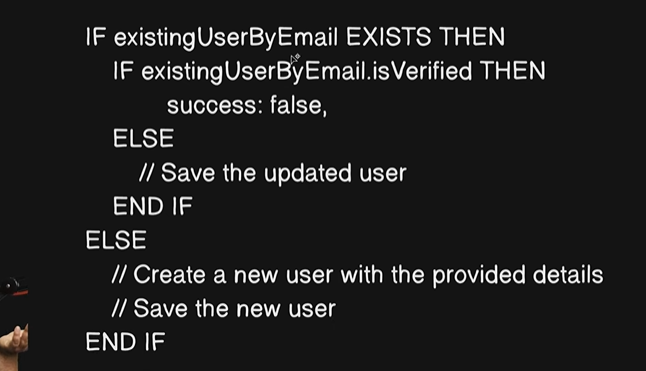 IF existingUserByEmail EXISTS THEN
IF existingUserByEmail.isVerified THEN
success: false,
ELSE
// Save the updated user
END IF
ELSE
// Create a new user with the provided details
// Save the new user
END IF